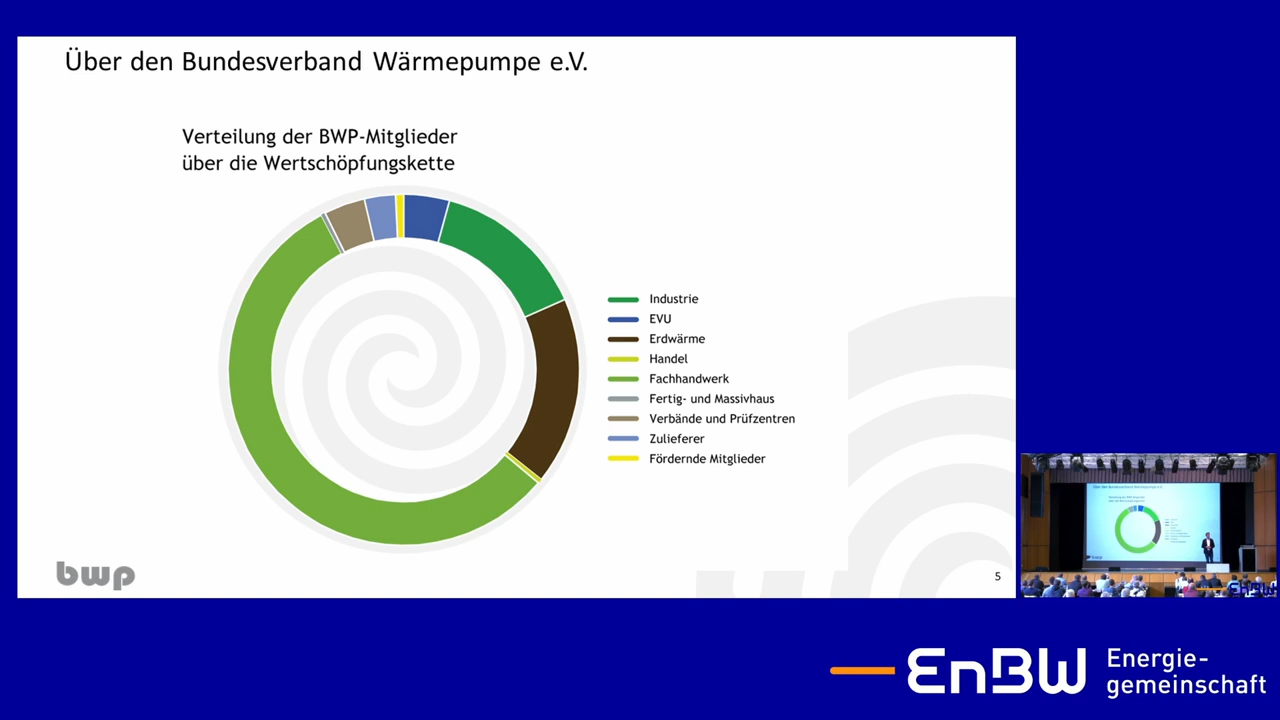 Über den Bundesverband Wärmepumpe e.V.
Verteilung der BWP-Mitglieder
über die Wertschöpfungskette
Industrie
EVU
Erdwärme
Handel
Fachhandwerk
Fertig- und Massivhaus
Verbände und Prüfzentren
Zulieferer
Fördernde Mitglieder
bwp
5
EnBW
Energie-
gemeinschaft